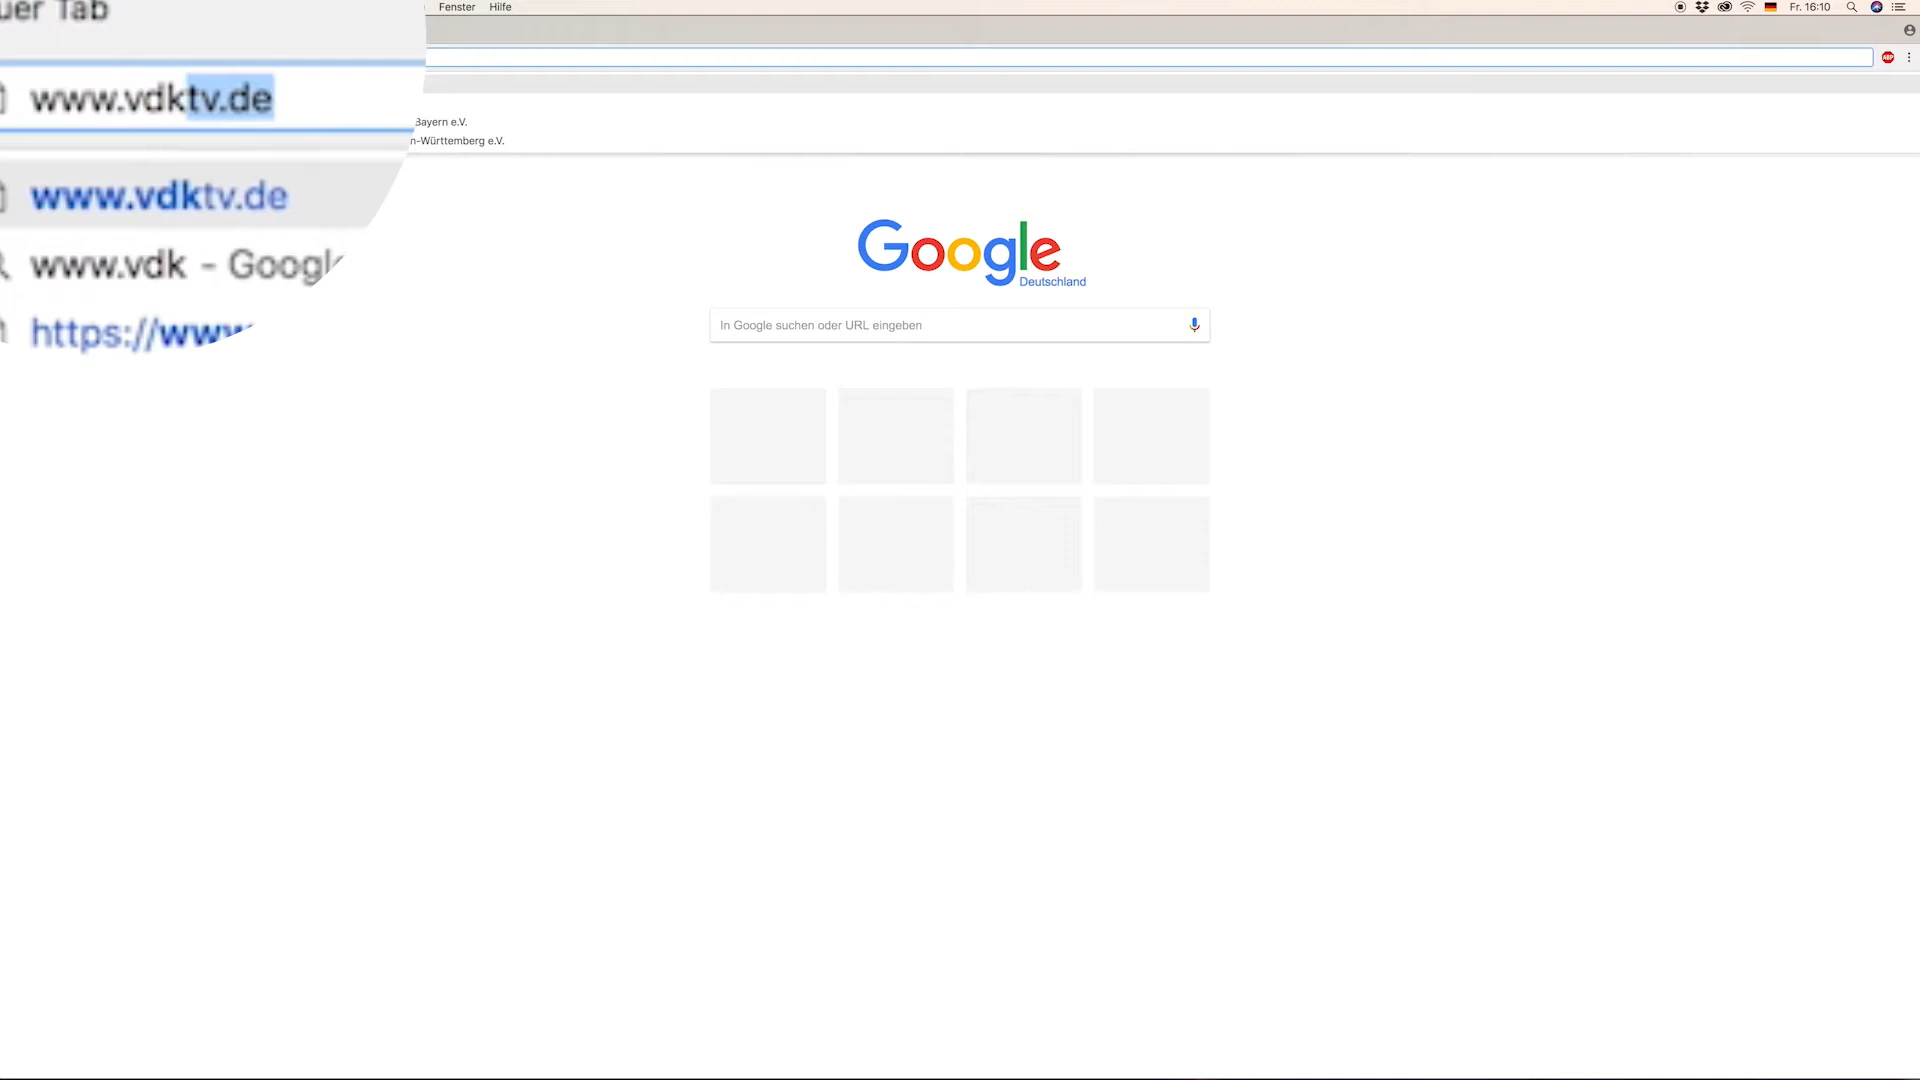 Fenster Hilfe Fr. 16:10
Tab
www.vdktv.de
www.vdktv.de
Bayern e.V.
n-Württemberg e.V.
www.vdk - Google
https://www
Google
Deutschland
In Google suchen oder URL eingeben
ABP